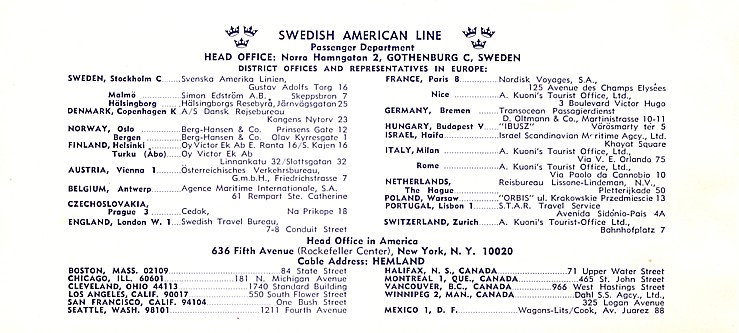 SWEDISH AMERICAN LINE
Passenger Department
HEAD OFFICE: Norra Hamngatan 2, GOTHENBURG C, SWEDEN
DISTRICT OFFICES AND REPRESENTATIVES IN EUROPE:
SWEDEN, Stockholm C.......Svenska Amerika Linien,
Gustav Adolfs Torg 16
Malmö ........Simon Edström A.B., Skeppsbron 7
Hälsingborg .....Hälsingborgs Resebyrå, Järnvägsgatan 25
DENMARK, Copenhagen K A/S Dansk Rejsebureau
Kongens Nytorv 23
NORWAY, Oslo ............Berg-Hansen & Co. Prinsens Gate 12
Bergen ........Berg-Hansen & Co. Olav Kyrresgate 1
FINLAND, Helsinki ......Oy Victor Ek Ab E. Ranta 16/S. Kajen 16
Turku (Åbo)....Oy Victor Ek Ab
Linnankatu 32/Slottsgatan 32
AUSTRIA, Vienna 1.......Österreichisches Verkehrsbureau,
G.m.b.H., Friedrichstrasse 7
BELGIUM, Antwerp........Agence Maritime Internationale, S.A.
61 Rempart Ste. Catherine
CZECHOSLOVAKIA,
Prague 3 .....Cedok, Na Prikope 18
ENGLAND, London W. 1....Swedish Travel Bureau,
7-8 Conduit Street
FRANCE, Paris 8............Nordisk Voyages, S.A.,
125 Avenue des Champs Elysées
Nice ............A. Kuoni's Tourist Office, Ltd.,
3 Boulevard Victor Hugo
GERMANY, Bremen ......Transocean Passagierdienst
D. Oltmann & Co., Martinistrasse 10-11
HUNGARY, Budapest V......"IBUSZ" Vörösmarty tér 5
ISRAEL, Haifa..............Israel Scandinavian Maritime Agcy., Ltd.
Khayat Square
ITALY, Milan ..............A. Kuoni's Tourist Office, Ltd.,
Via V. E. Orlando 75
Rome ............A. Kuoni's Tourist Office, Ltd.,
Via Paolo da Cannobio 10
NETHERLANDS, Reisbureau Lissone-Lindeman, N.V.,
The Hague.............. Pletterijkade 50
POLAND, Warsaw..........."ORBIS" ul. Krakowskie Przedmiescie 13
PORTUGAL, Lisbon 1......S.T.A.R. Travel Service
Avenida Sidónio-Pais 4A
SWITZERLAND, Zurich......A. Kuoni's Tourist-Office Ltd.,
Bahnhofplatz 7
Head Office in America
636 Fifth Avenue (Rockefeller Center), New York, N. Y. 10020
Cable Address: HEMLAND
BOSTON, MASS. 02109............................84 State Street
CHICAGO, ILL. 60601...............181 N. Michigan Avenue
CLEVELAND, OHIO 44113.................1740 Standard Building
LOS ANGELES, CALIF. 90017...............550 South Flower Street
SAN FRANCISCO, CALIF. 94104.................One Bush Street
SEATTLE, WASH. 98101......................1211 Fourth Avenue
HALIFAX, N. S., CANADA..................71 Upper Water Street
MONTREAL 1, QUE., CANADA.................465 St. John Street
VANCOUVER, B.C., CANADA..........966 West Hastings Street
WINNIPEG 2, MAN., CANADA............Dahl S.S. Agcy., Ltd.,
325 Logan Avenue
MEXICO 1, D. F.................Wagons-Lits/Cook, Av. Juarez 88